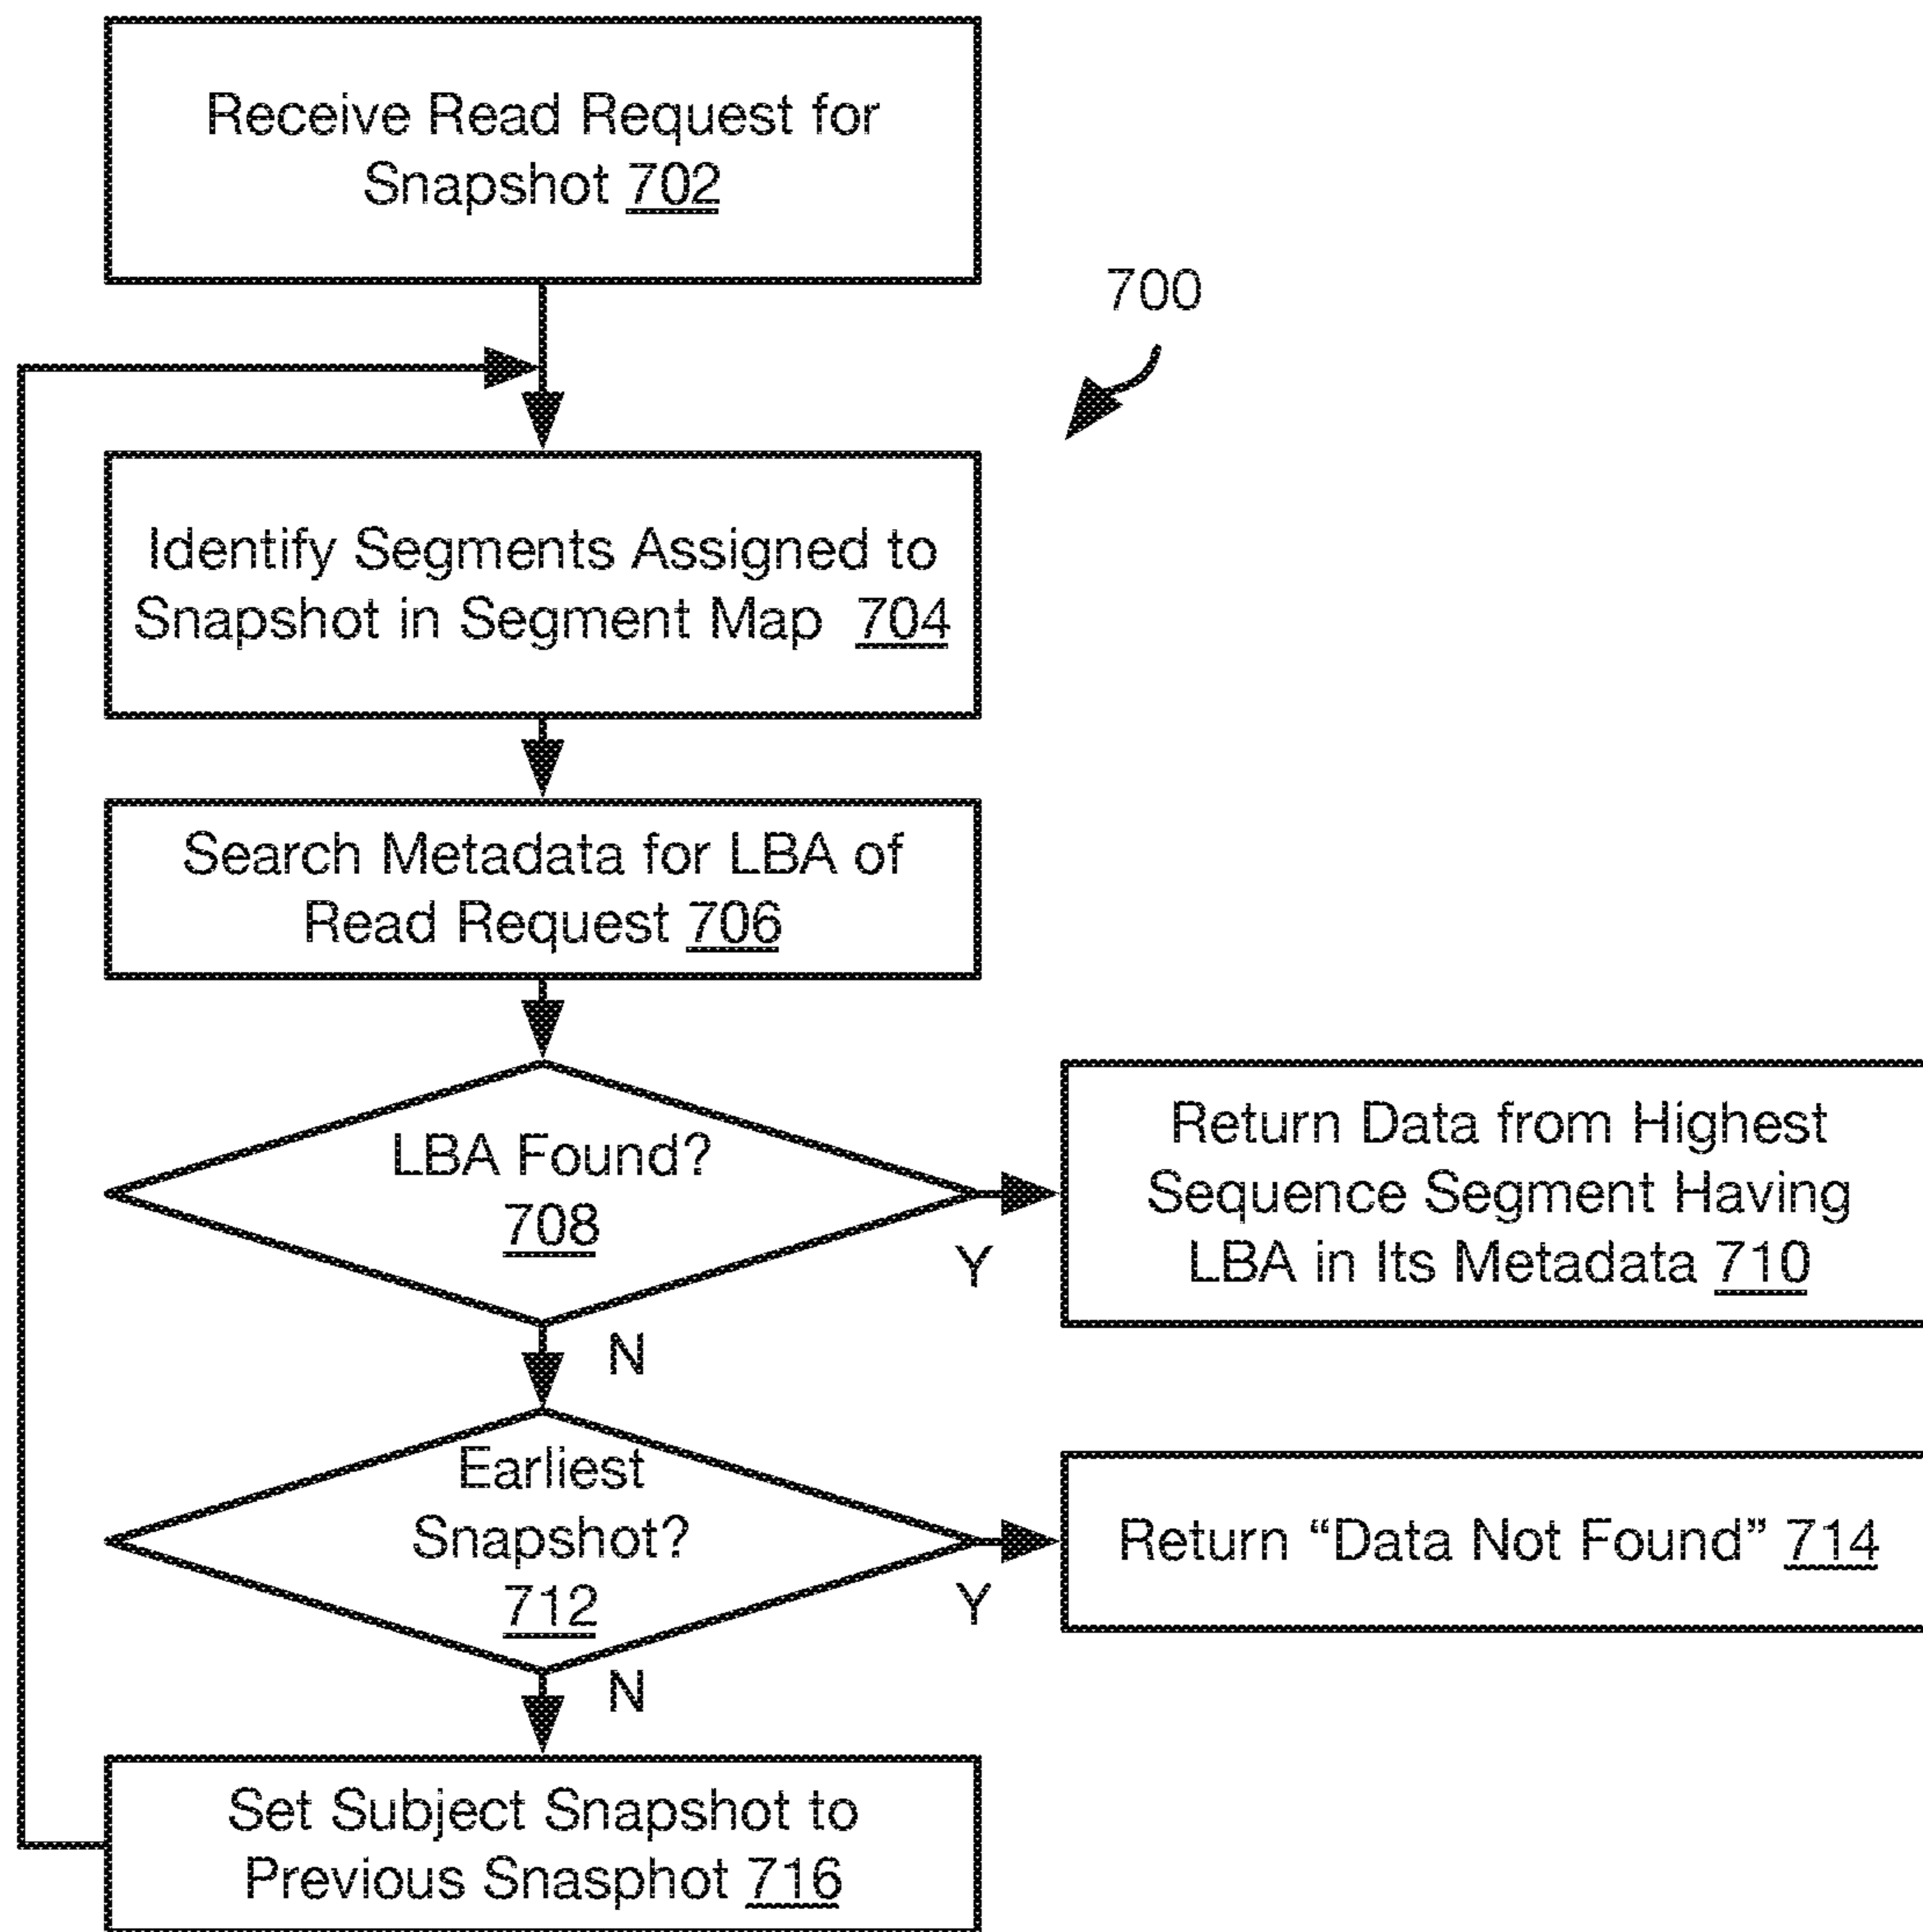 Receive Read Request for
Snapshot 702
700
Identify Segments Assigned to
Snapshot in Segment Map 704
Search Metadata for LBA of
Read Request 706
LBA Found?
708
Y
N
Return Data from Highest
Sequence Segment Having
LBA in Its Metadata 710
Earliest
Snapshot?
712
Y
N
Return “Data Not Found” 714
Set Subject Snapshot to
Previous Snasphot 716